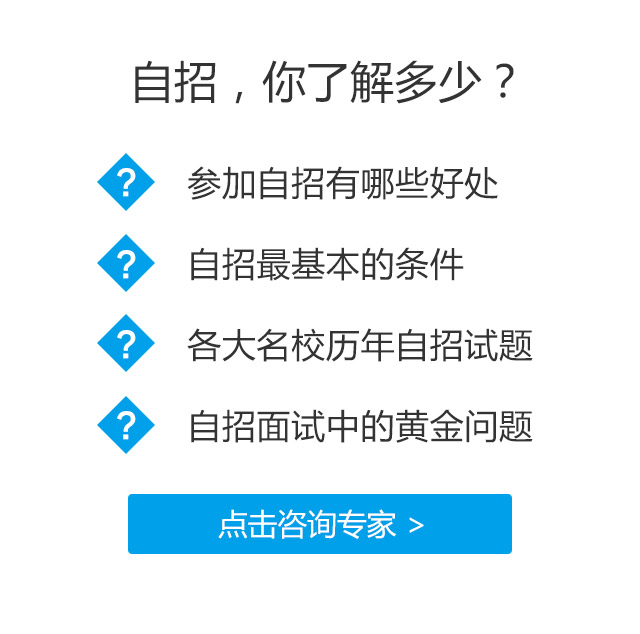 自招，你了解多少？
? 参加自招有哪些好处
? 自招最基本的条件
? 各大名校历年自招试题
? 自招面试中的黄金问题
点击咨询专家 >